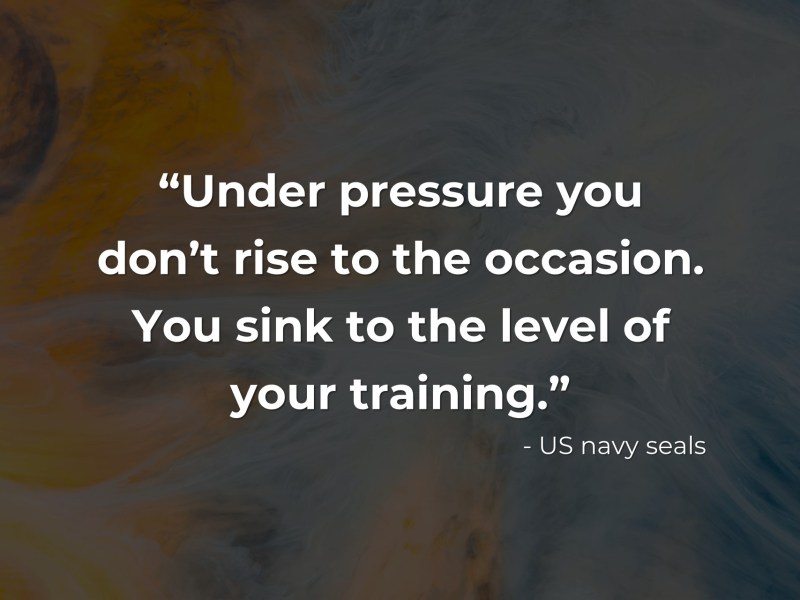 “Under pressure you
don’t rise to the occasion.
You sink to the level of
your training.”
- US navy seals